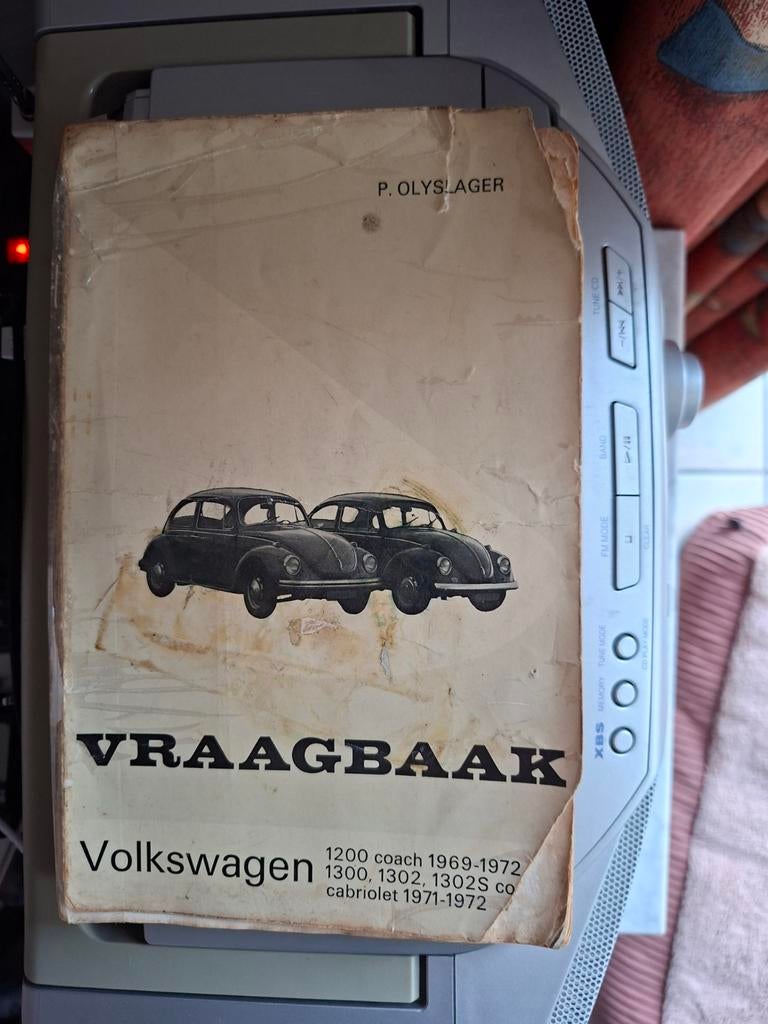 P. OLYSLAGER
VRAAGBAAK
Volkswagen
1200 coach 1969-1972
1300, 1302, 1302S co
cabriolet 1971-1972
TUNE/CD
BAND
FM MODE
CLEAR
TUNE MODE
CD PLAY MODE
MEMORY
XBS